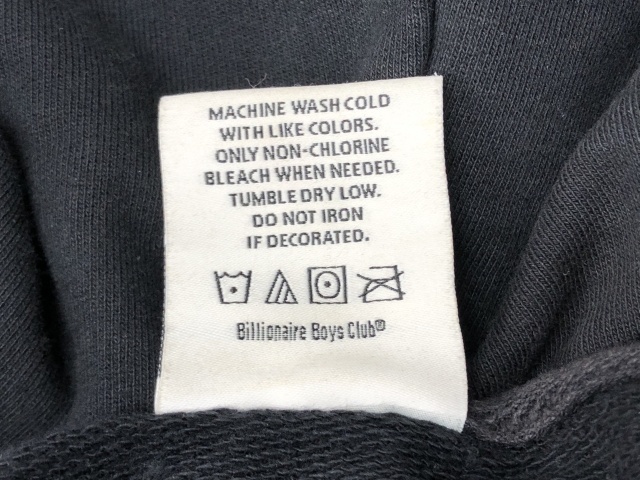 MACHINE WASH COLD
WITH LIKE COLORS.
ONLY NON-CHLORINE
BLEACH WHEN NEEDED.
TUMBLE DRY LOW.
DO NOT IRON
IF DECORATED.
Billionaire Boys Club®